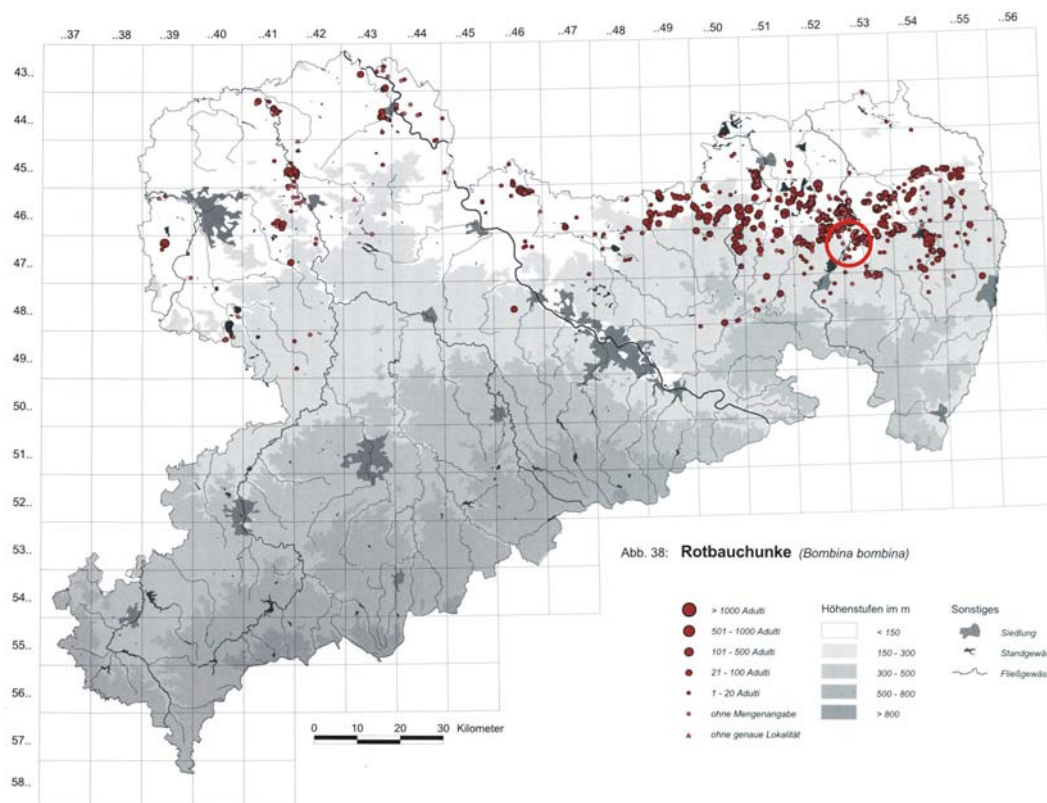 ..37 ..38 ..39 ..40 ..41 ..42 ..43 ..44 ..45 ..46 ..47 ..48 ..49 ..50 ..51 ..52 ..53 ..54 ..55 ..56
43..
44..
45..
46..
47..
48..
49..
50..
51..
52..
53..
54..
55..
56..
57..
58..
Abb. 38: Rotbauchunke (Bombina bombina)
> 1000 Adulti
501 - 1000 Adulti
101 - 500 Adulti
21 - 100 Adulti
1 - 20 Adulti
ohne Mengenangabe
ohne genaue Lokalität
Höhenstufen im m
< 150
150 - 300
300 - 500
500 - 800
> 800
Sonstiges
Siedlung
Standgewä
Fließgewäs
0 10 20 30 Kilometer